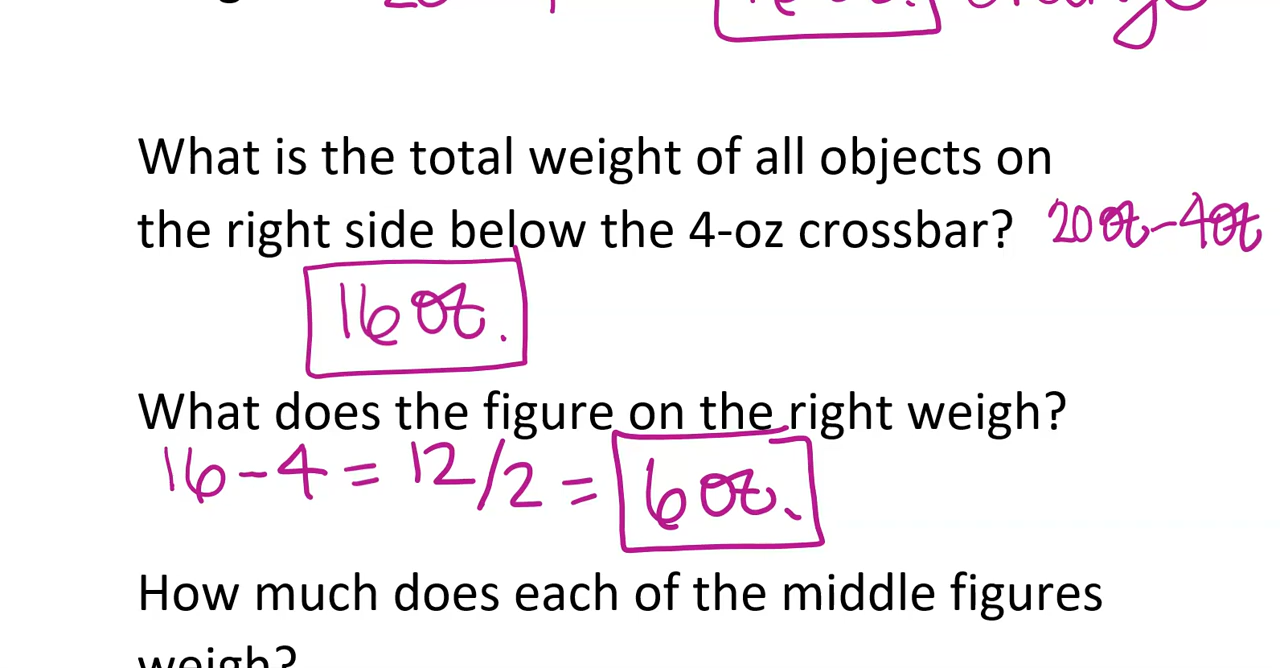 What is the total weight of all objects on
the right side below the 4-oz crossbar? 20oz-4oz
16oz.
What does the figure on the right weigh?
16-4=12/2=6oz.
How much does each of the middle figures
weigh?